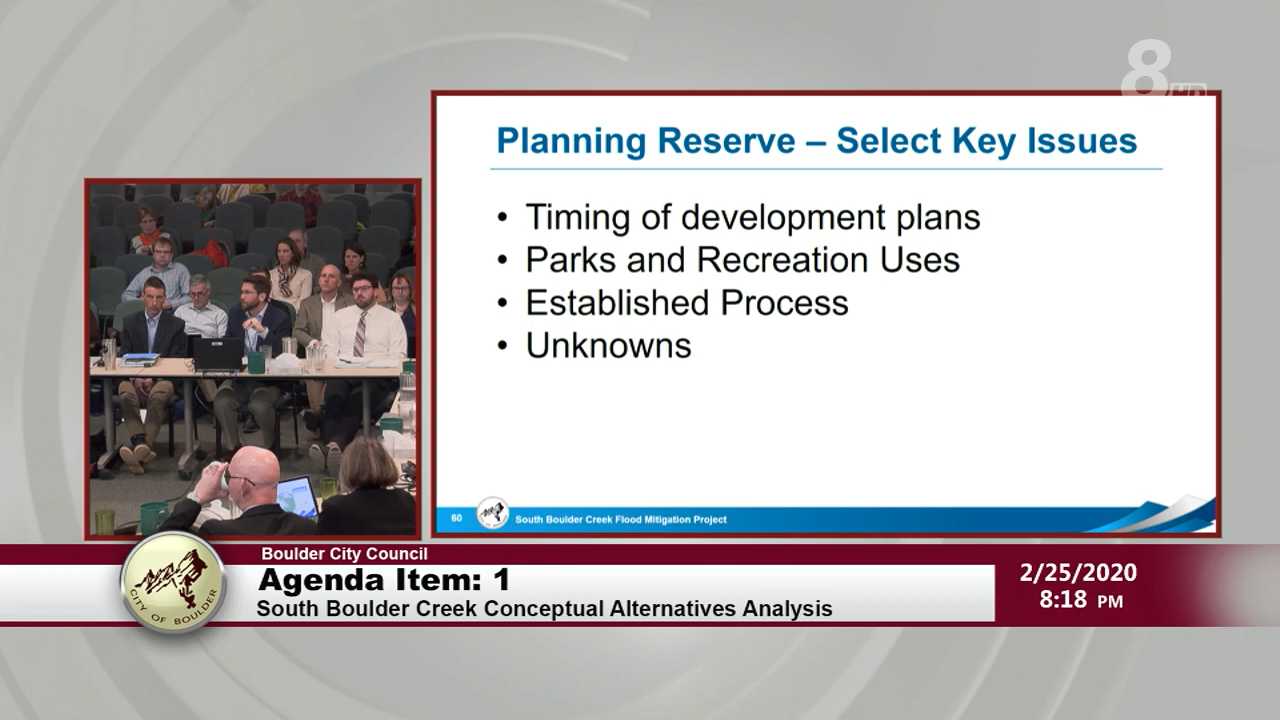 8
HD
Planning Reserve – Select Key Issues
• Timing of development plans
• Parks and Recreation Uses
• Established Process
• Unknowns
60
South Boulder Creek Flood Mitigation Project
Boulder City Council
Agenda Item: 1
South Boulder Creek Conceptual Alternatives Analysis
CITY OF BOULDER
2/25/2020
8:18 PM